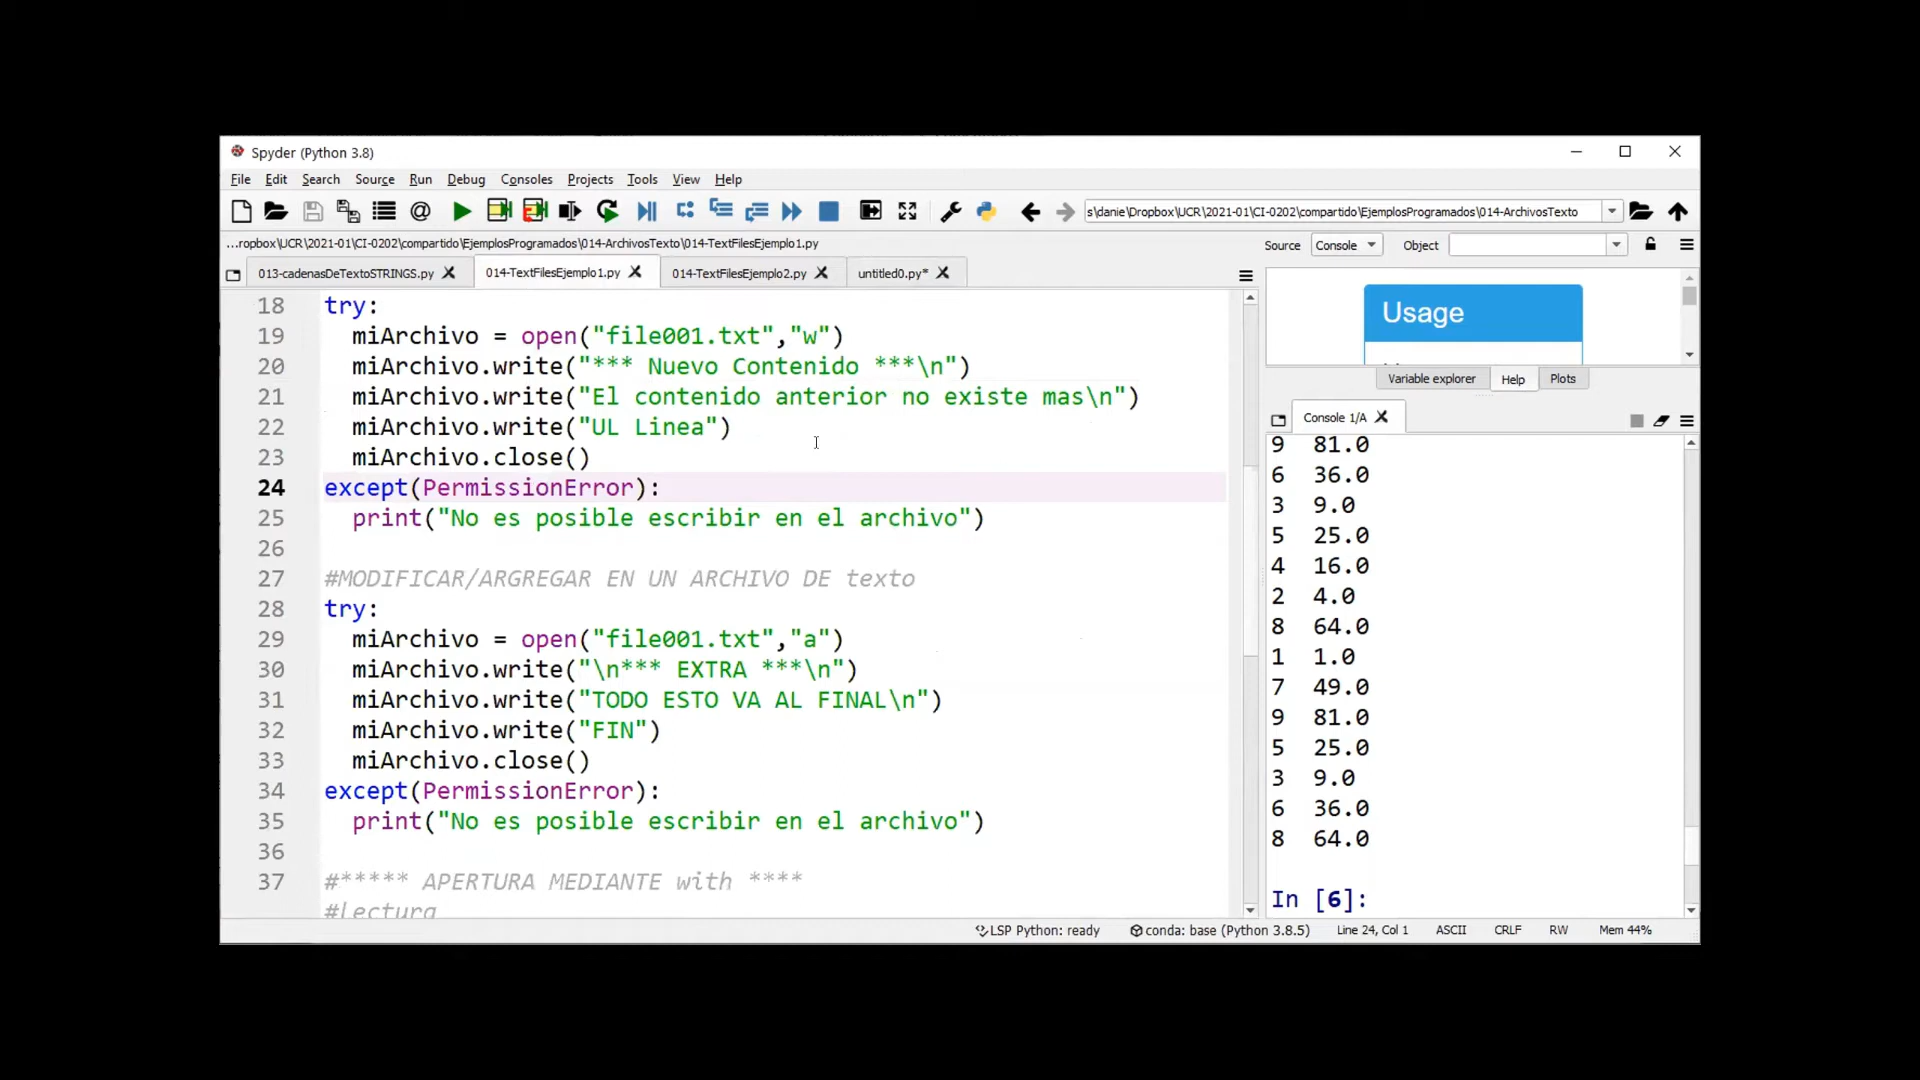 Spyder (Python 3.8)
File Edit Search Source Run Debug Consoles Projects Tools View Help
s\danie\Dropbox\UCR\2021-01\CI-0202\compartido\EjemplosProgramados\014-ArchivosTexto
...ropbox\UCR\2021-01\CI-0202\compartido\EjemplosProgramados\014-ArchivosTexto\014-TextFilesEjemplo1.py
Source Console Object
013-cadenasDeTextoSTRINGS.py 014-TextFilesEjemplo1.py 014-TextFilesEjemplo2.py untitled0.py*
18 try:
19 miArchivo = open("file001.txt","w")
20 miArchivo.write("*** Nuevo Contenido ***\n")
21 miArchivo.write("El contenido anterior no existe mas\n")
22 miArchivo.write("UL Linea")
23 miArchivo.close()
24 except(PermissionError):
25 print("No es posible escribir en el archivo")
26
27 #MODIFICAR/ARGREGAR EN UN ARCHIVO DE texto
28 try:
29 miArchivo = open("file001.txt","a")
30 miArchivo.write("\n*** EXTRA ***\n")
31 miArchivo.write("TODO ESTO VA AL FINAL\n")
32 miArchivo.write("FIN")
33 miArchivo.close()
34 except(PermissionError):
35 print("No es posible escribir en el archivo")
36
37 #***** APERTURA MEDIANTE with ****
#Lectura
Usage
Variable explorer Help Plots
Console 1/A
9 81.0
6 36.0
3 9.0
5 25.0
4 16.0
2 4.0
8 64.0
1 1.0
7 49.0
9 81.0
5 25.0
3 9.0
6 36.0
8 64.0
In [6]:
LSP Python: ready conda: base (Python 3.8.5) Line 24, Col 1 ASCII CRLF RW Mem 44%